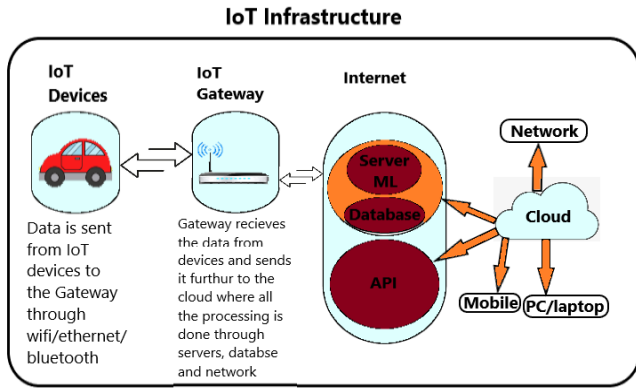 IoT Infrastructure
IoT
Devices
Data is sent
from IoT
devices to
the Gateway
through
wifi/ethernet/
bluetooth
IoT
Gateway
Gateway recieves
the data from
devices and sends
it furthur to the
cloud where all
the processing is
done through
servers, databse
and network
Internet
Server
ML
Database
API
Network
Cloud
Mobile
PC/laptop